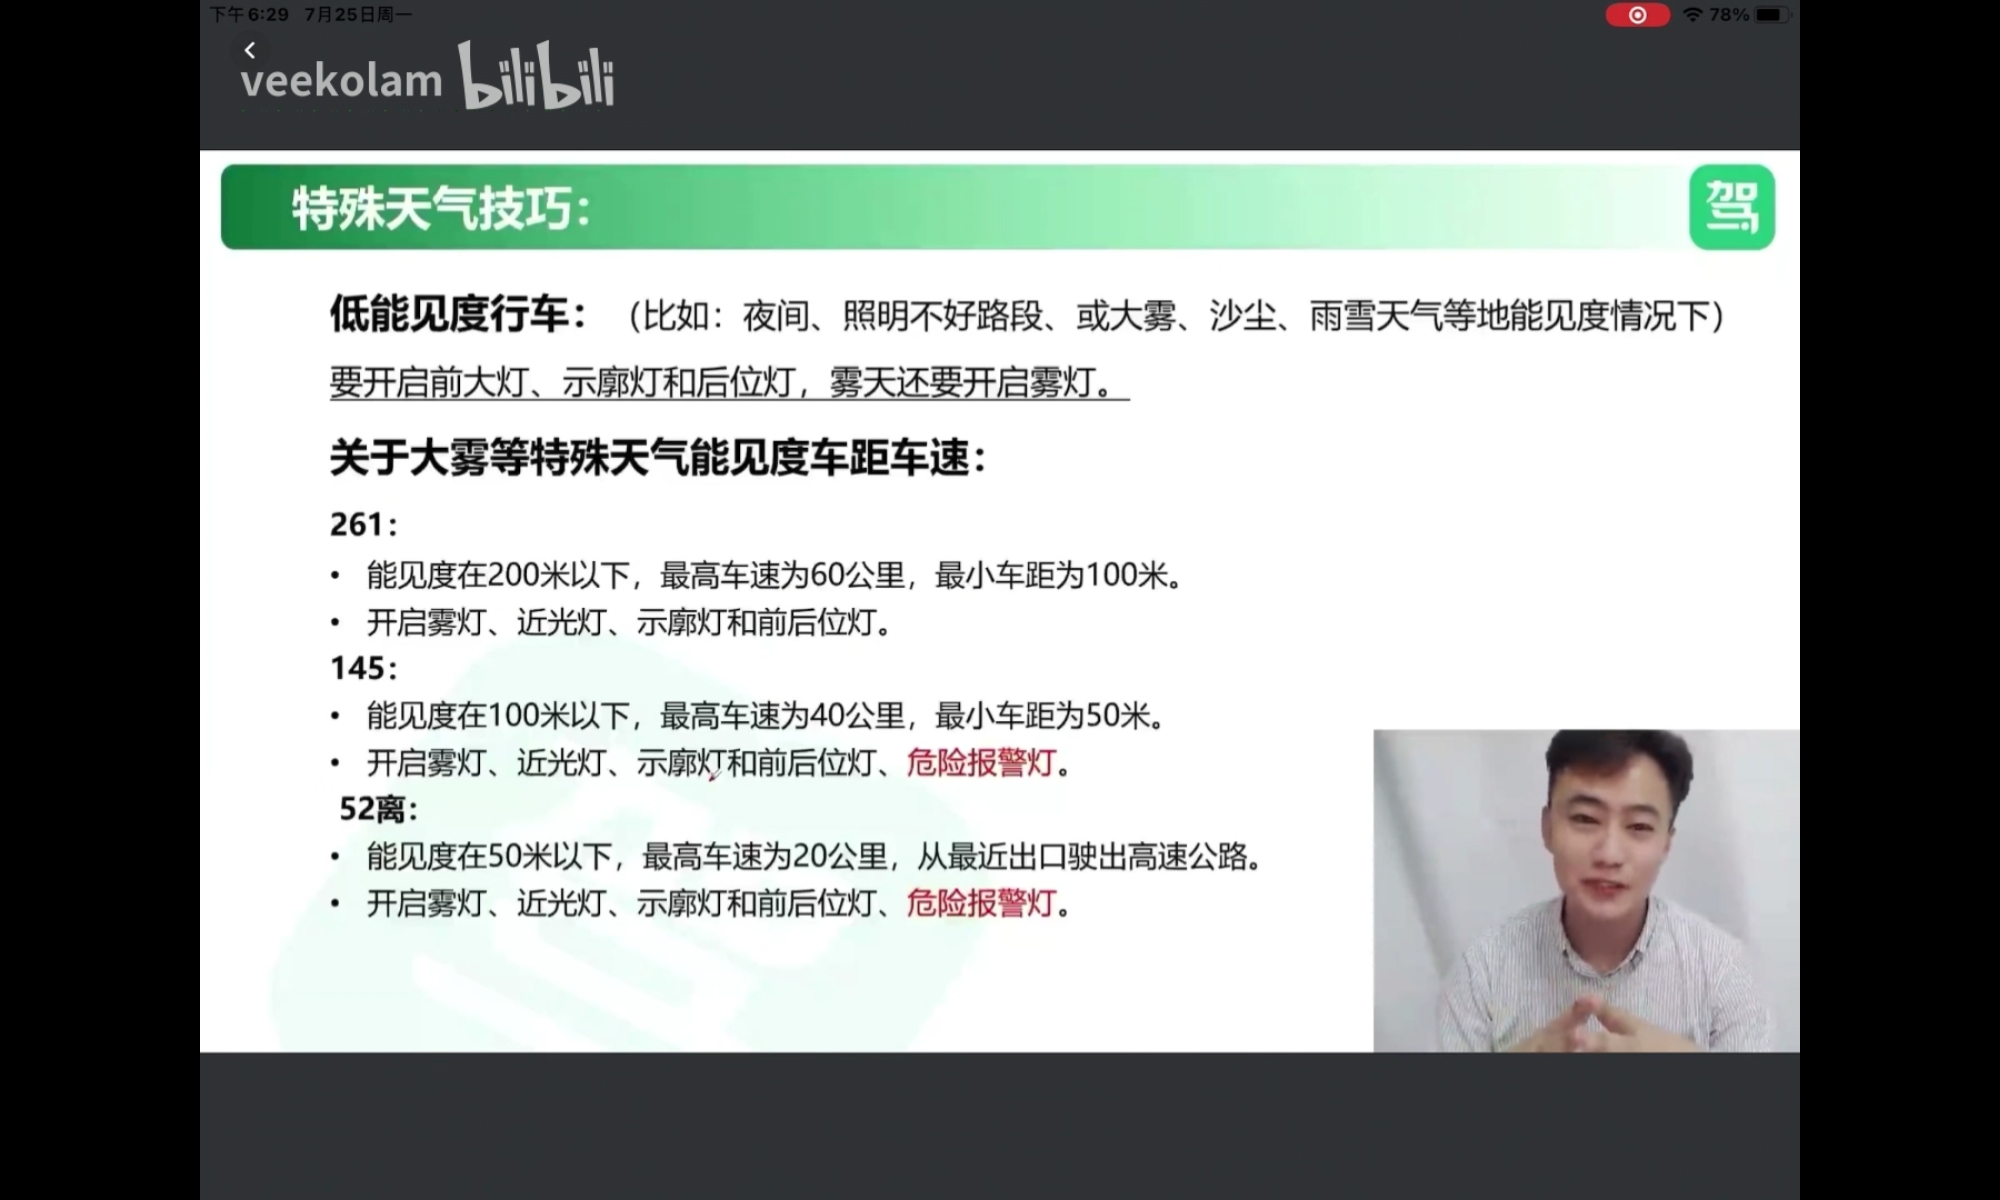 下午6:29 7月25日周一
78%
veekolam bilibili
特殊天气技巧：
驾
低能见度行车：（比如：夜间、照明不好路段、或大雾、沙尘、雨雪天气等地能见度情况下）
要开启前大灯、示廓灯和后位灯，雾天还要开启雾灯。
关于大雾等特殊天气能见度车距车速：
261：
• 能见度在200米以下，最高车速为60公里，最小车距为100米。
• 开启雾灯、近光灯、示廓灯和前后位灯。
145：
• 能见度在100米以下，最高车速为40公里，最小车距为50米。
• 开启雾灯、近光灯、示廓灯和前后位灯、危险报警灯。
52离：
• 能见度在50米以下，最高车速为20公里，从最近出口驶出高速公路。
• 开启雾灯、近光灯、示廓灯和前后位灯、危险报警灯。